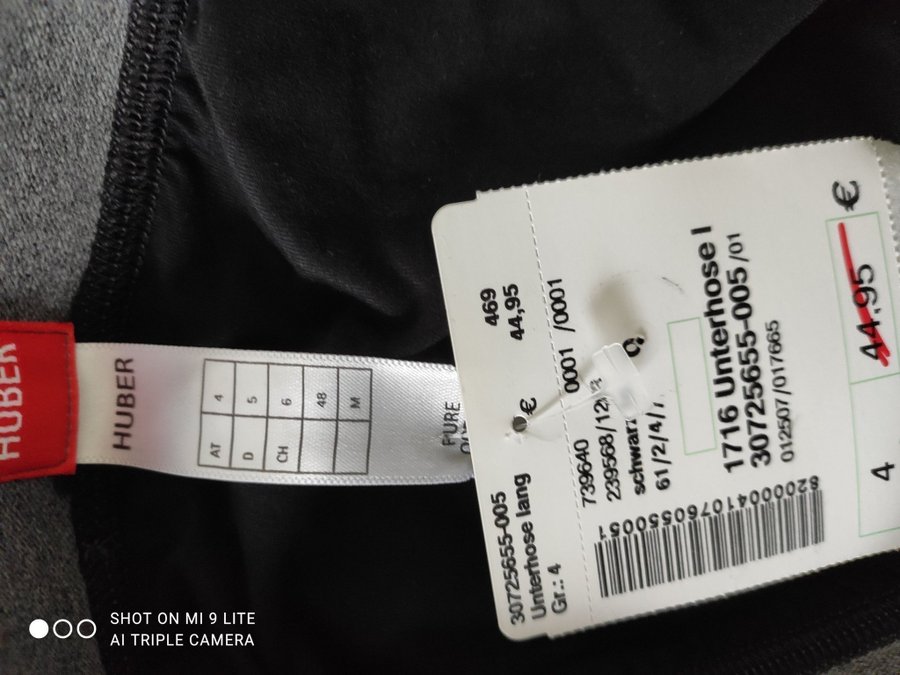 HUBER
HUBER
AT 4
D 5
CH 6
48
M
PURE
30725655-005 469
Unterhose lang € 44,95
Gr.: 4
739640 0001 /0001
schwarz
1716 Unterhose l
30725655-005 /01
012507/017665
4 44,95 €
SHOT ON MI 9 LITE
AI TRIPLE CAMERA